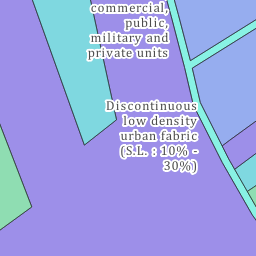 commercial,
public,
military and
private units
Discontinuous
low density
urban fabric
(S.L. : 10% -
30%)